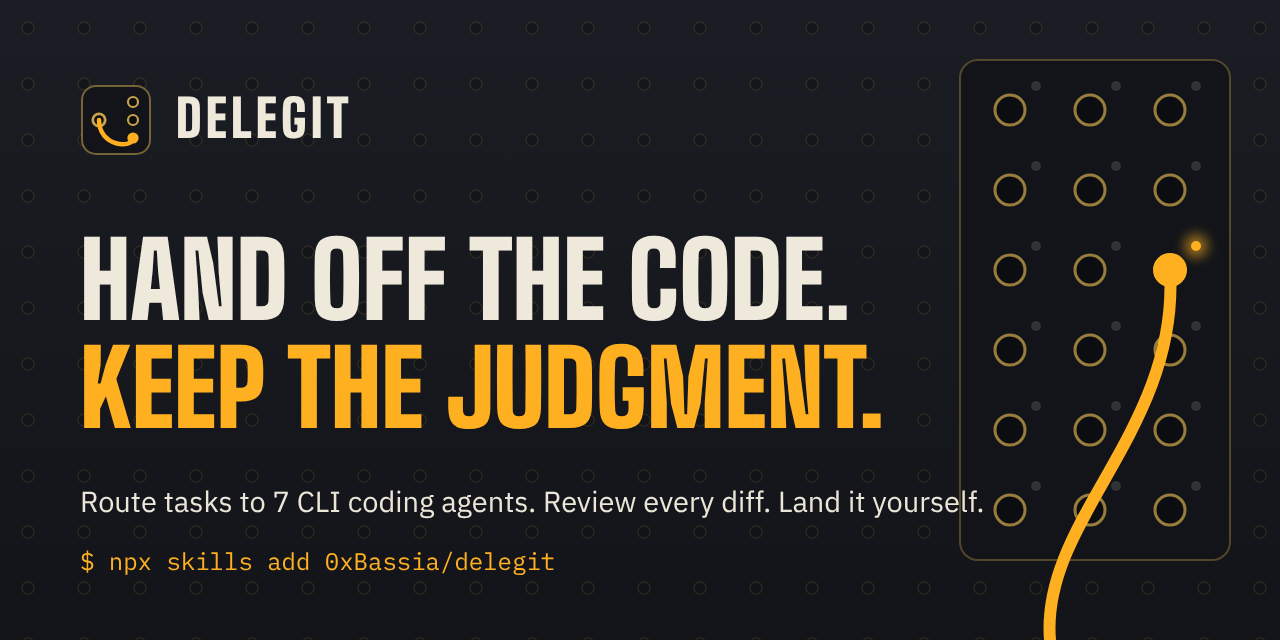 DELEGIT
HAND OFF THE CODE.
KEEP THE JUDGMENT.
Route tasks to 7 CLI coding agents. Review every diff. Land it yourself.
$ npx skills add 0xBassia/delegit